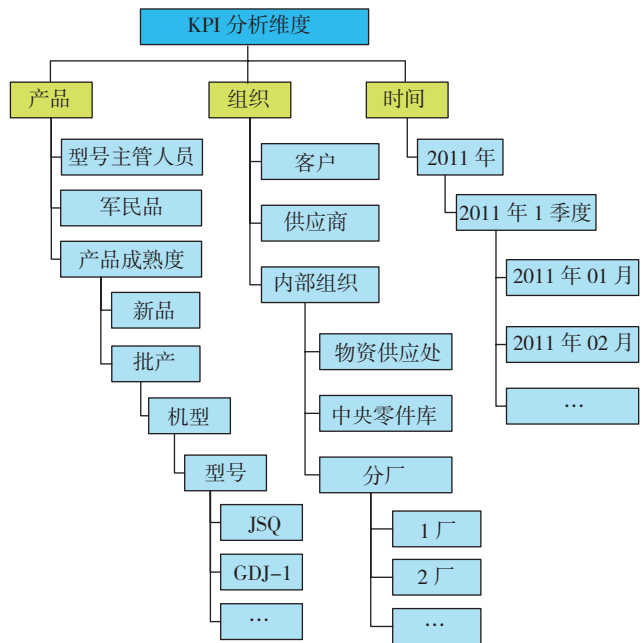 KPI 分析维度
产品
型号主管人员
军民品
产品成熟度
新品
批产
机型
型号
JSQ
GDJ-1
…
组织
客户
供应商
内部组织
物资供应处
中央零件库
分厂
1 厂
2 厂
…
时间
2011 年
2011 年 1 季度
2011 年 01 月
2011 年 02 月
…